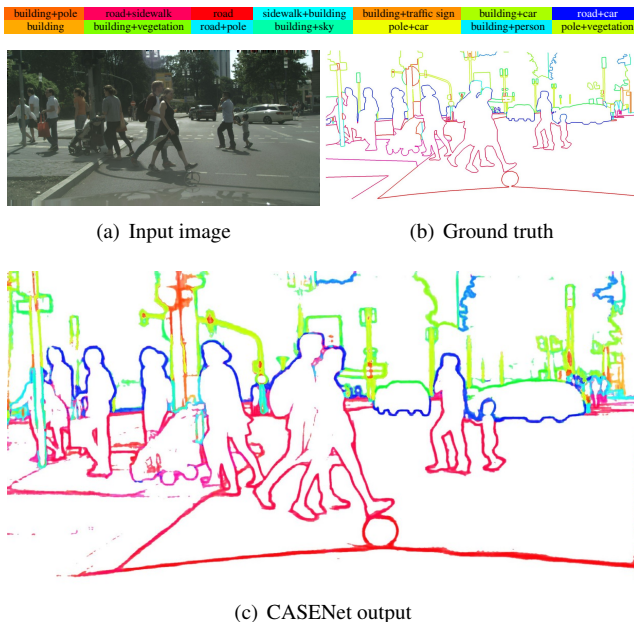 building+pole road+sidewalk road sidewalk+building building+traffic sign building+car road+car
building building+vegetation road+pole building+sky pole+car building+person pole+vegetation
(a) Input image (b) Ground truth
(c) CASENet output